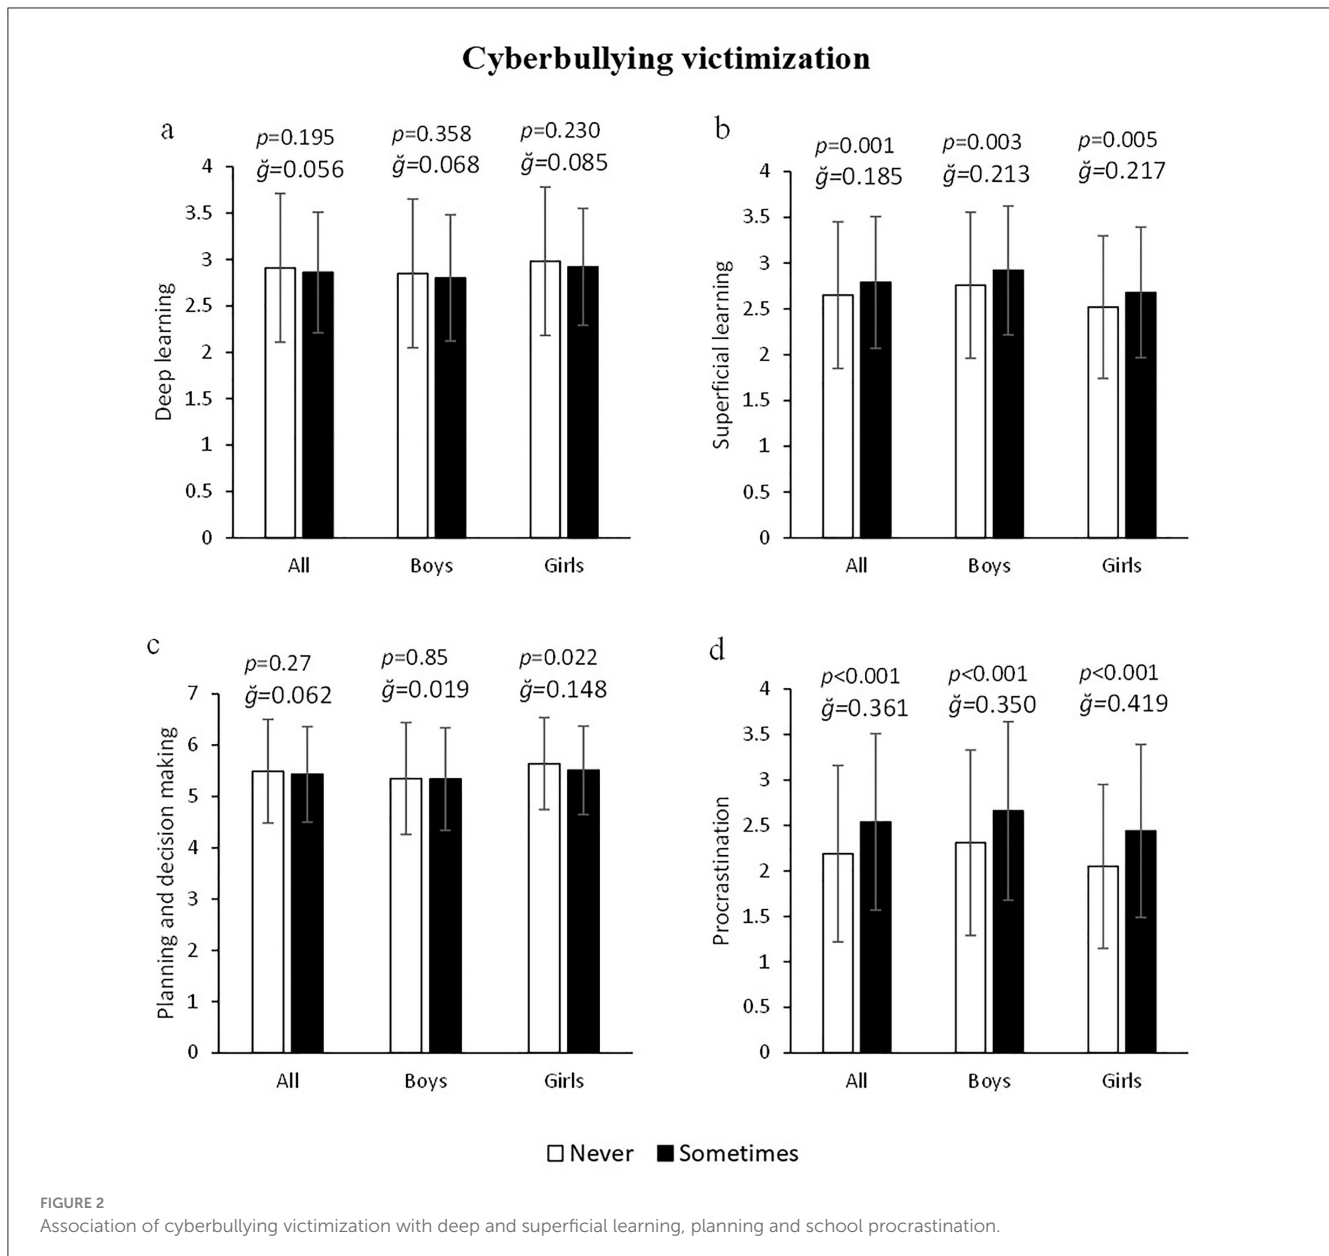 Cyberbullying victimization
a
p=0.195 p=0.358 p=0.230
ğ=0.056 ğ=0.068 ğ=0.085
4
3.5
3
2.5
2
1.5
1
0.5
0
Deep learning
All Boys Girls
b
p=0.001 p=0.003 p=0.005
ğ=0.185 ğ=0.213 ğ=0.217
4
3.5
3
2.5
2
1.5
1
0.5
0
Superficial learning
All Boys Girls
c
p=0.27 p=0.85 p=0.022
ğ=0.062 ğ=0.019 ğ=0.148
7
6
5
4
3
2
1
0
Planning and decision making
All Boys Girls
d
p<0.001 p<0.001 p<0.001
ğ=0.361 ğ=0.350 ğ=0.419
4
3.5
3
2.5
2
1.5
1
0.5
0
Procrastination
All Boys Girls
Never Sometimes
FIGURE 2
Association of cyberbullying victimization with deep and superficial learning, planning and school procrastination.